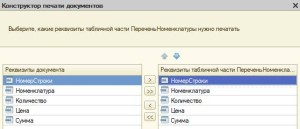 Конструктор печати документов
Выберите, какие реквизиты табличной части ПереченьНоменклатуры нужно печатать
Реквизиты документа
Реквизиты табличной части ПереченьНоменкла...
НомерСтроки
Номенклатура
Количество
Цена
Сумма
>
>>
<
<<
НомерСтроки
Номенклатура
Количество
Цена
Сумма